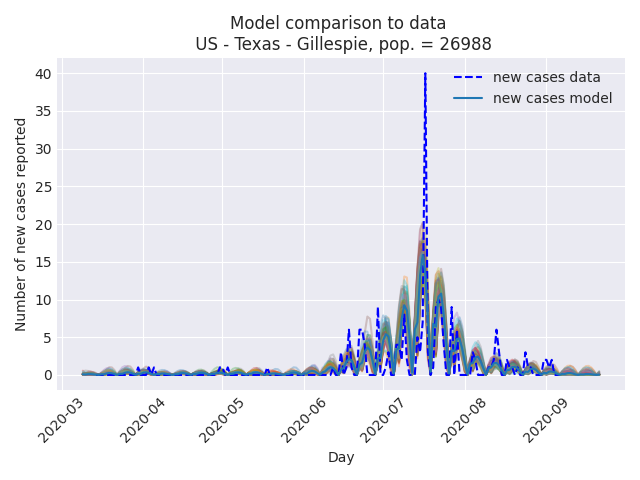 Model comparison to data
US - Texas - Gillespie, pop. = 26988
new cases data
new cases model
Number of new cases reported
40
35
30
25
20
15
10
5
0
2020-03
2020-04
2020-05
2020-06
2020-07
2020-08
2020-09
Day